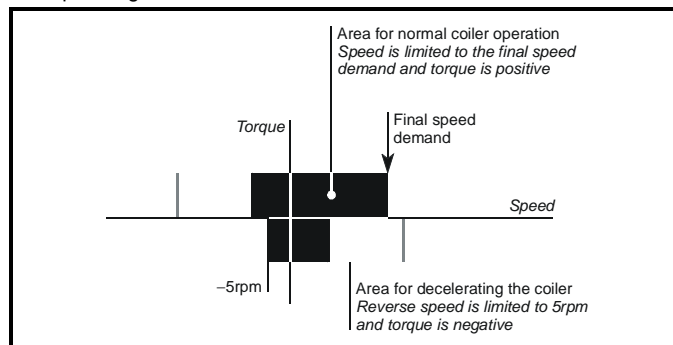 Area for normal coiler operation
Speed is limited to the final speed
demand and torque is positive
Torque
Final speed
demand
Speed
–5rpm
Area for decelerating the coiler
Reverse speed is limited to 5rpm
and torque is negative